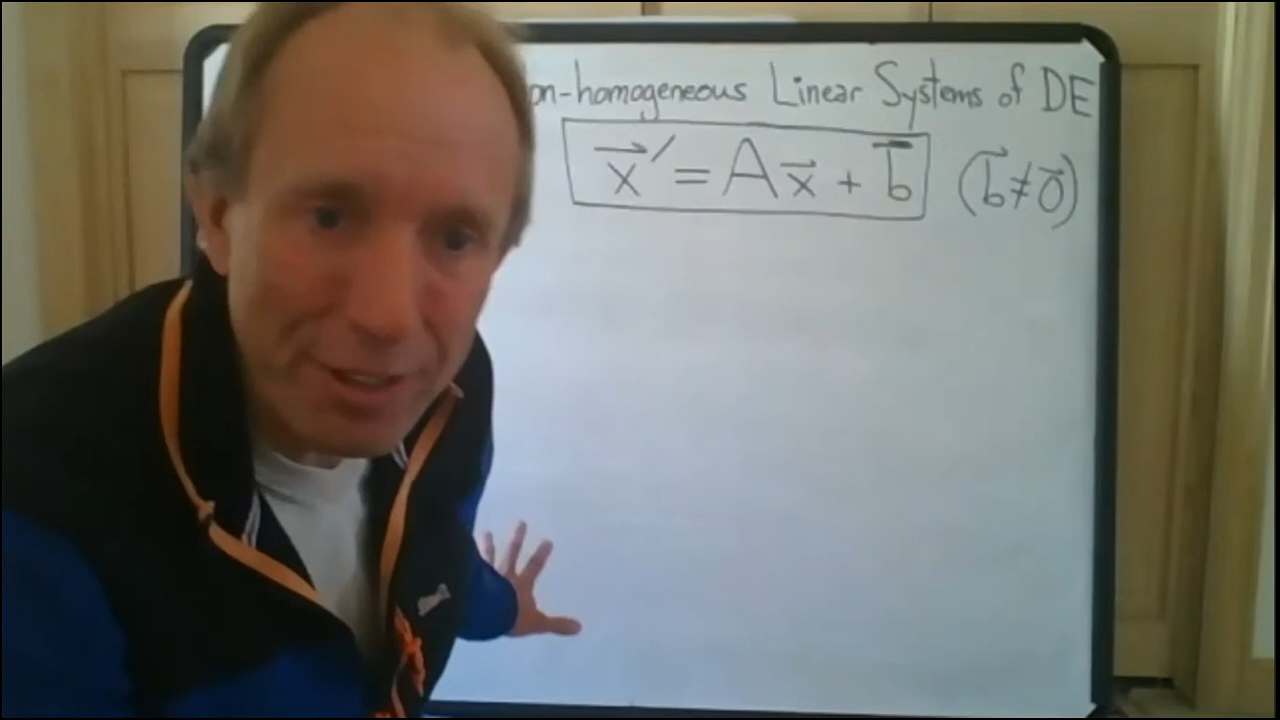 on-homogeneous Linear Systems of DE
x⃗′ = Ax⃗ + b⃗ (b⃗ ≠ 0⃗)